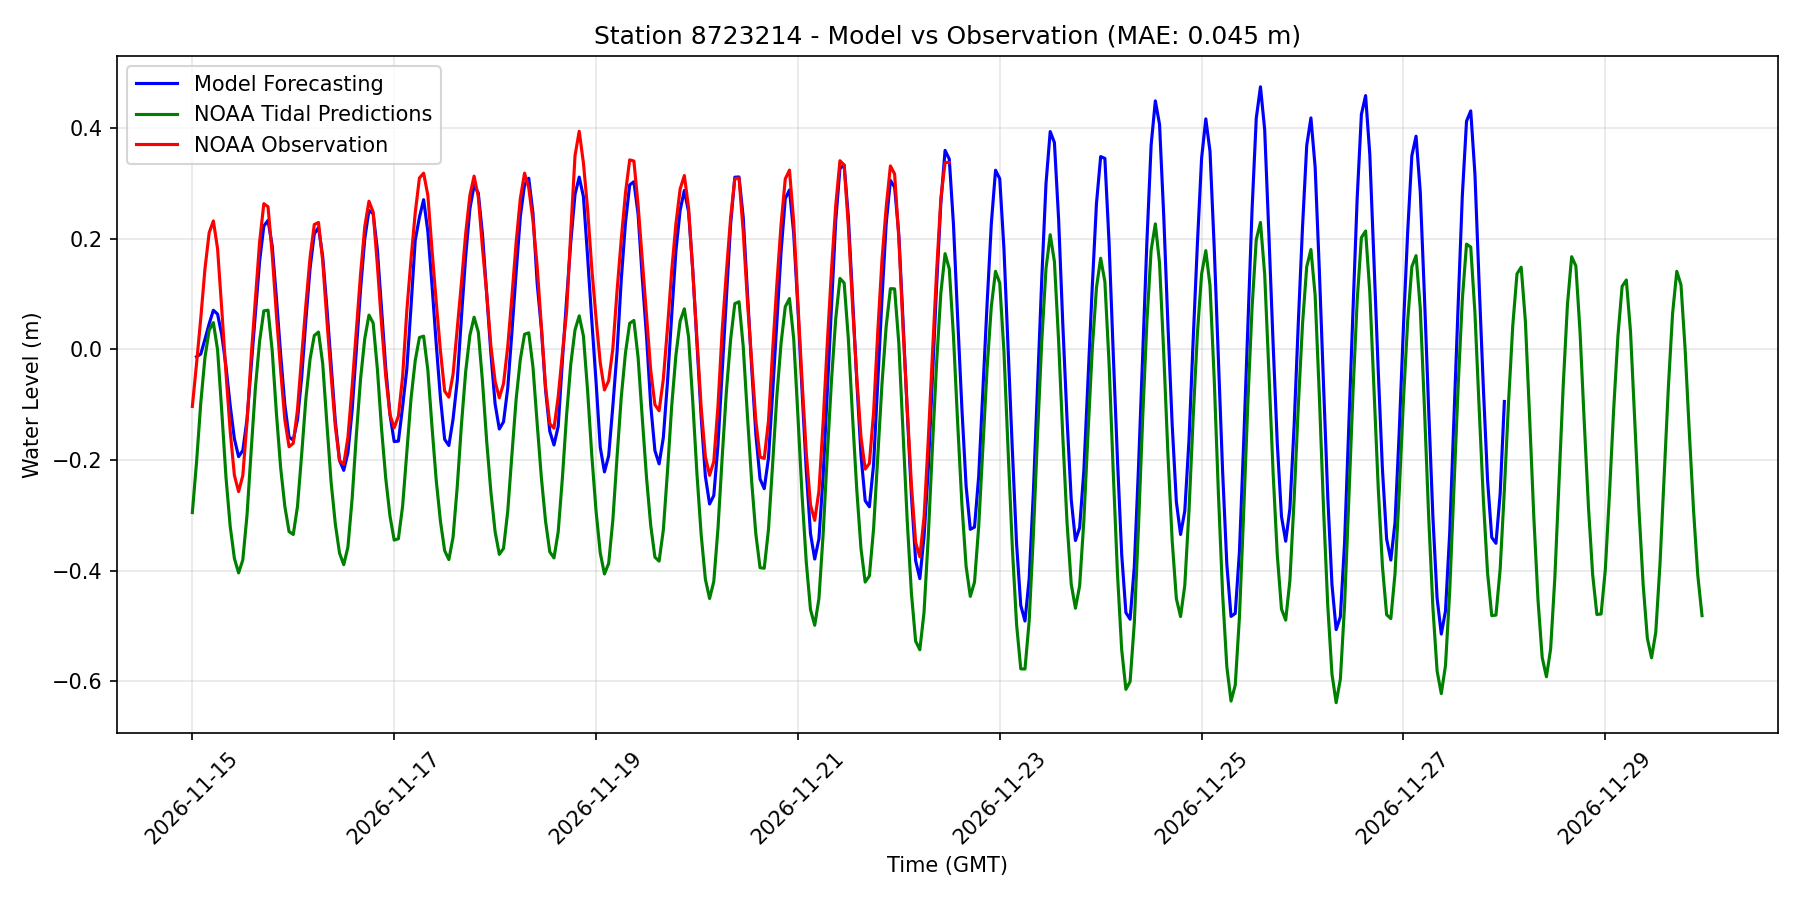 Station 8723214 - Model vs Observation (MAE: 0.045 m)
Model Forecasting
NOAA Tidal Predictions
NOAA Observation
Water Level (m)
0.4
0.2
0.0
−0.2
−0.4
−0.6
2026-11-15
2026-11-17
2026-11-19
2026-11-21
2026-11-23
2026-11-25
2026-11-27
2026-11-29
Time (GMT)